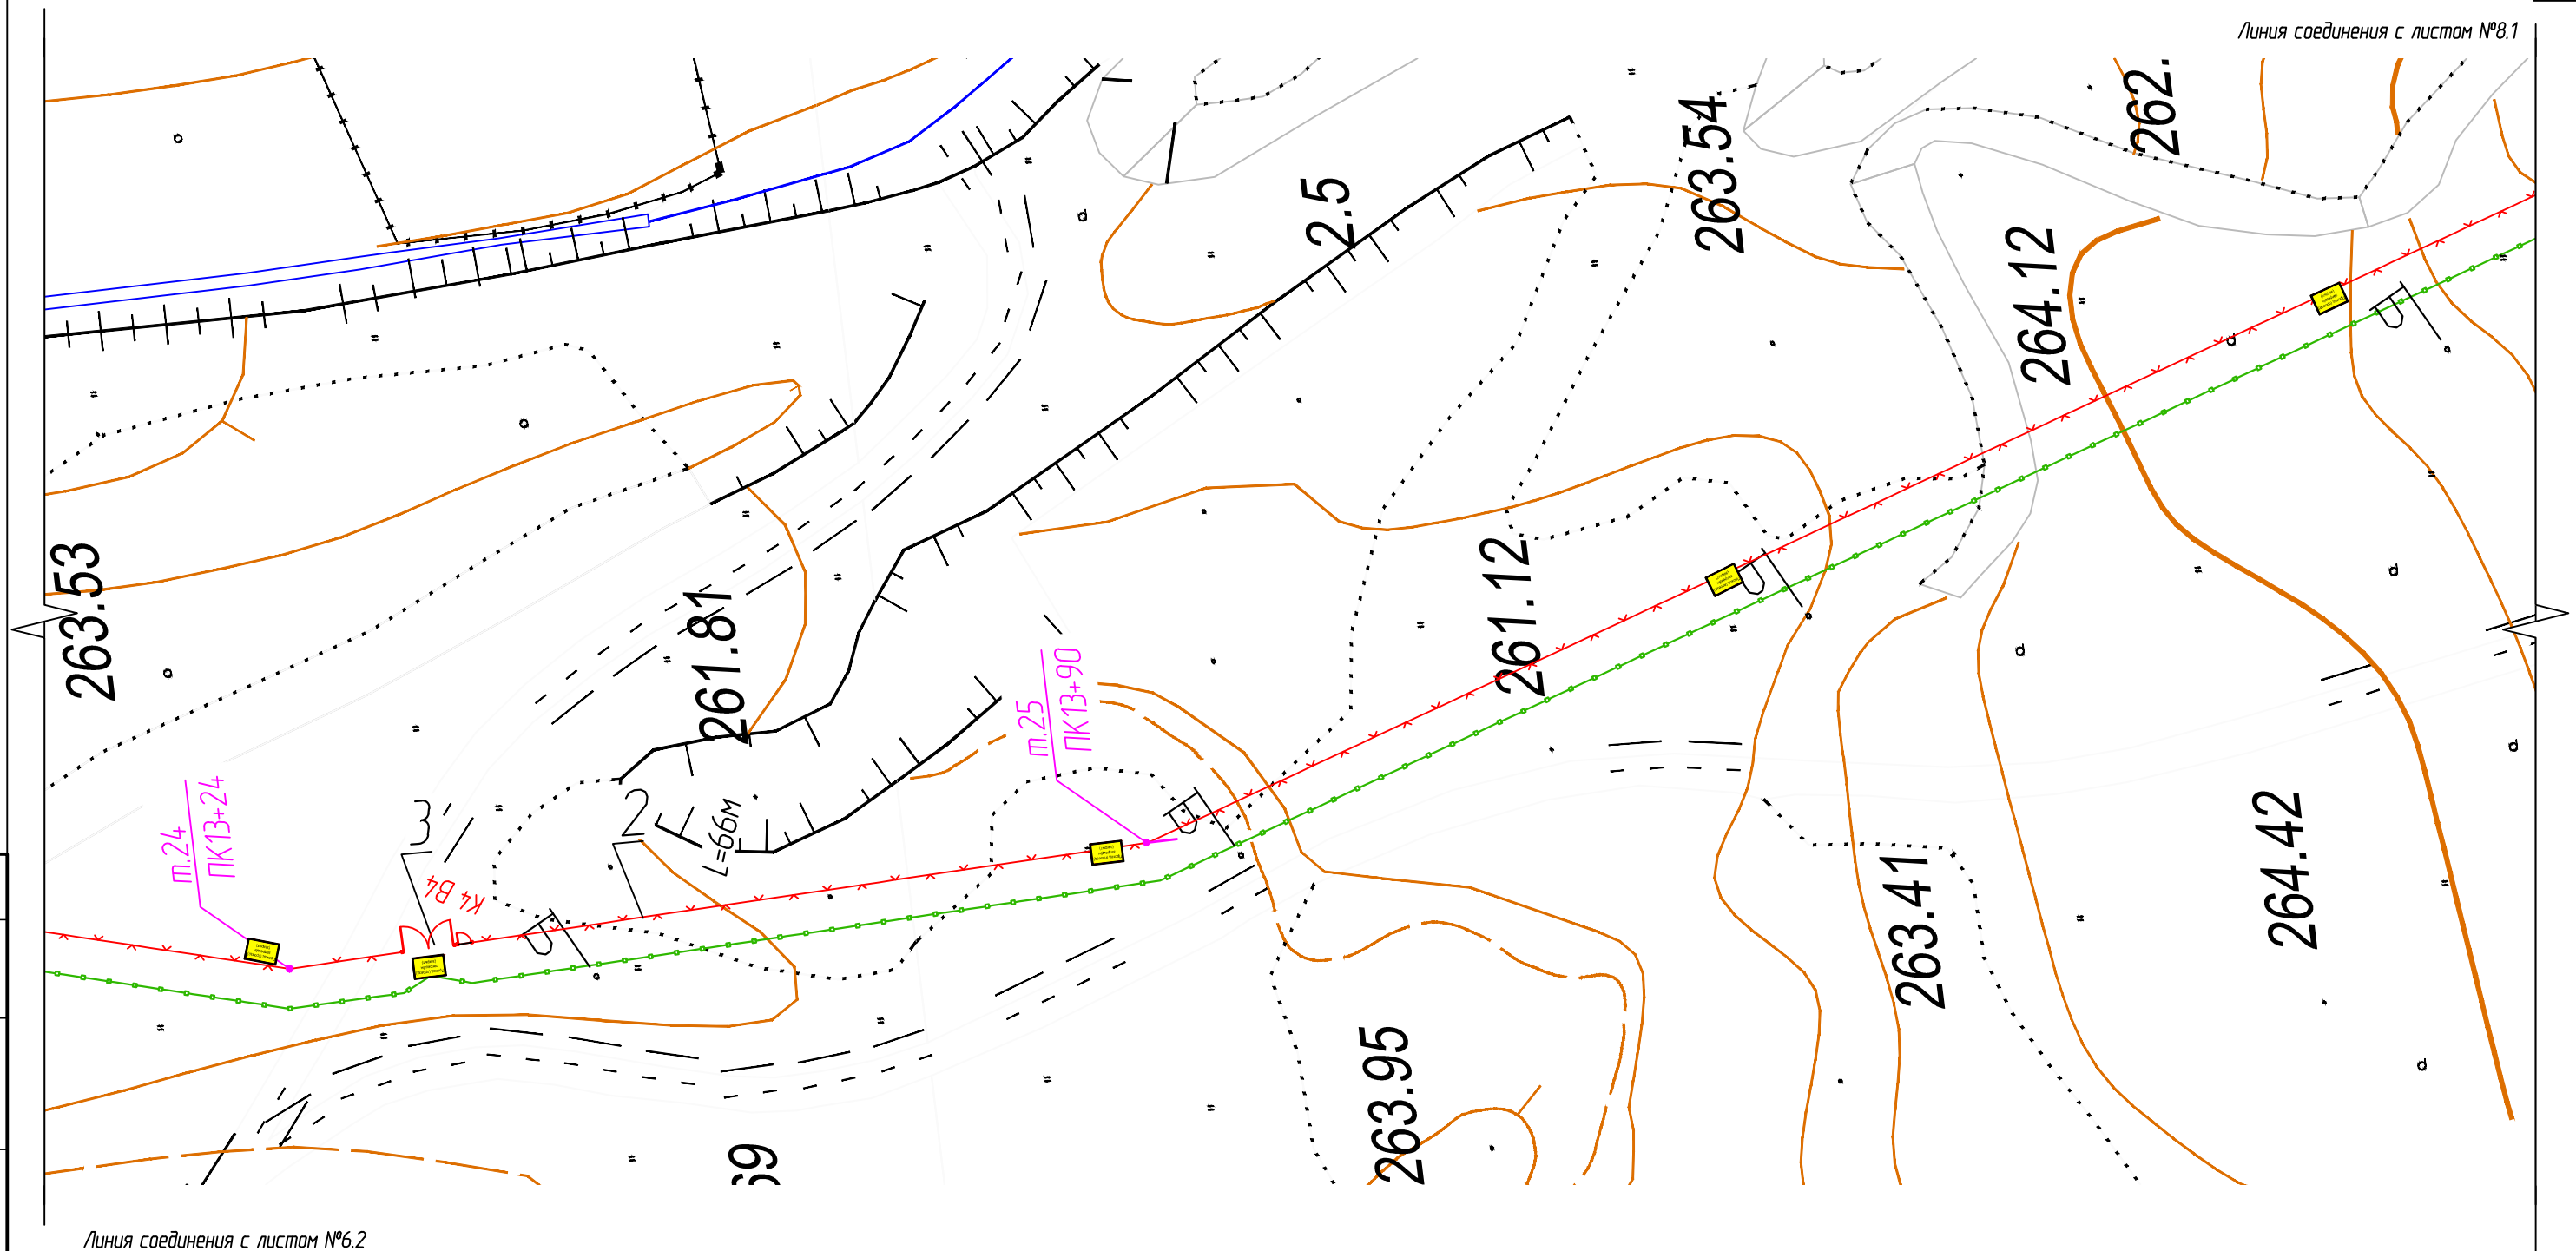 Линия соединения с листом №8.1
262.
263.54
2.5
264.12
263.53
261.12
261.81
т.25
ПК13+90
т.24
ПК13+24
3
2
L=66м
К4 В4
264.42
263.41
263.95
69
Линия соединения с листом №6.2